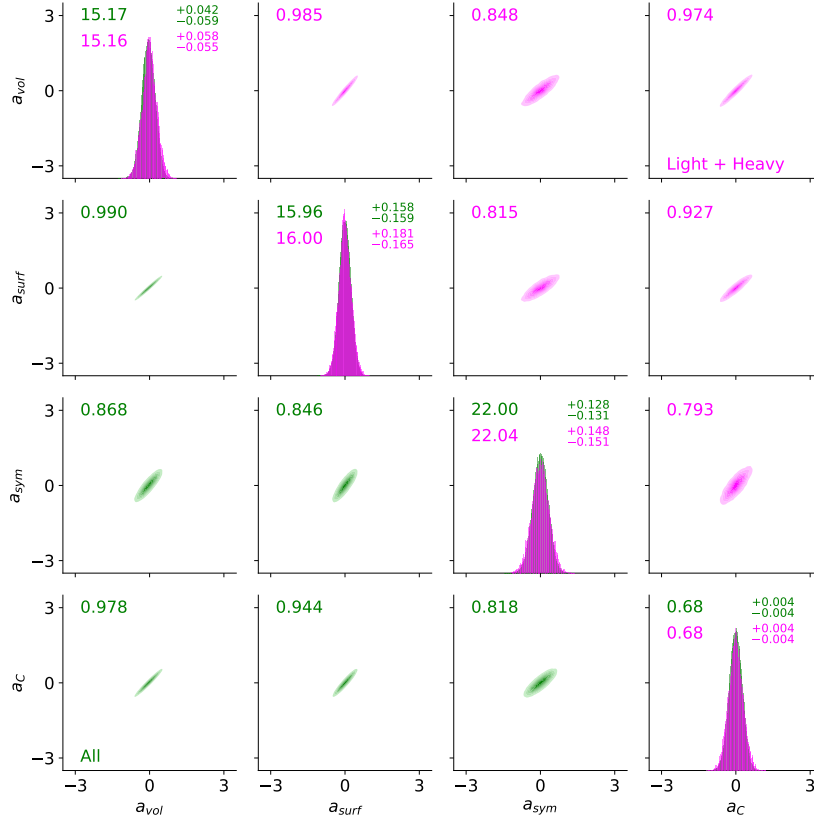 3
15.17 +0.042
−0.059
15.16 +0.058
−0.055
0.985
0.848
0.974
a_vol
0
−3
Light + Heavy
3
0.990
15.96 +0.158
−0.159
16.00 +0.181
−0.165
0.815
0.927
a_surf
0
−3
3
0.868
0.846
22.00 +0.128
−0.131
22.04 +0.148
−0.151
0.793
a_sym
0
−3
3
0.978
0.944
0.818
0.68 +0.004
−0.004
0.68 +0.004
−0.004
a_C
0
−3
All
−3 0 3
−3 0 3
−3 0 3
−3 0 3
a_vol
a_surf
a_sym
a_C